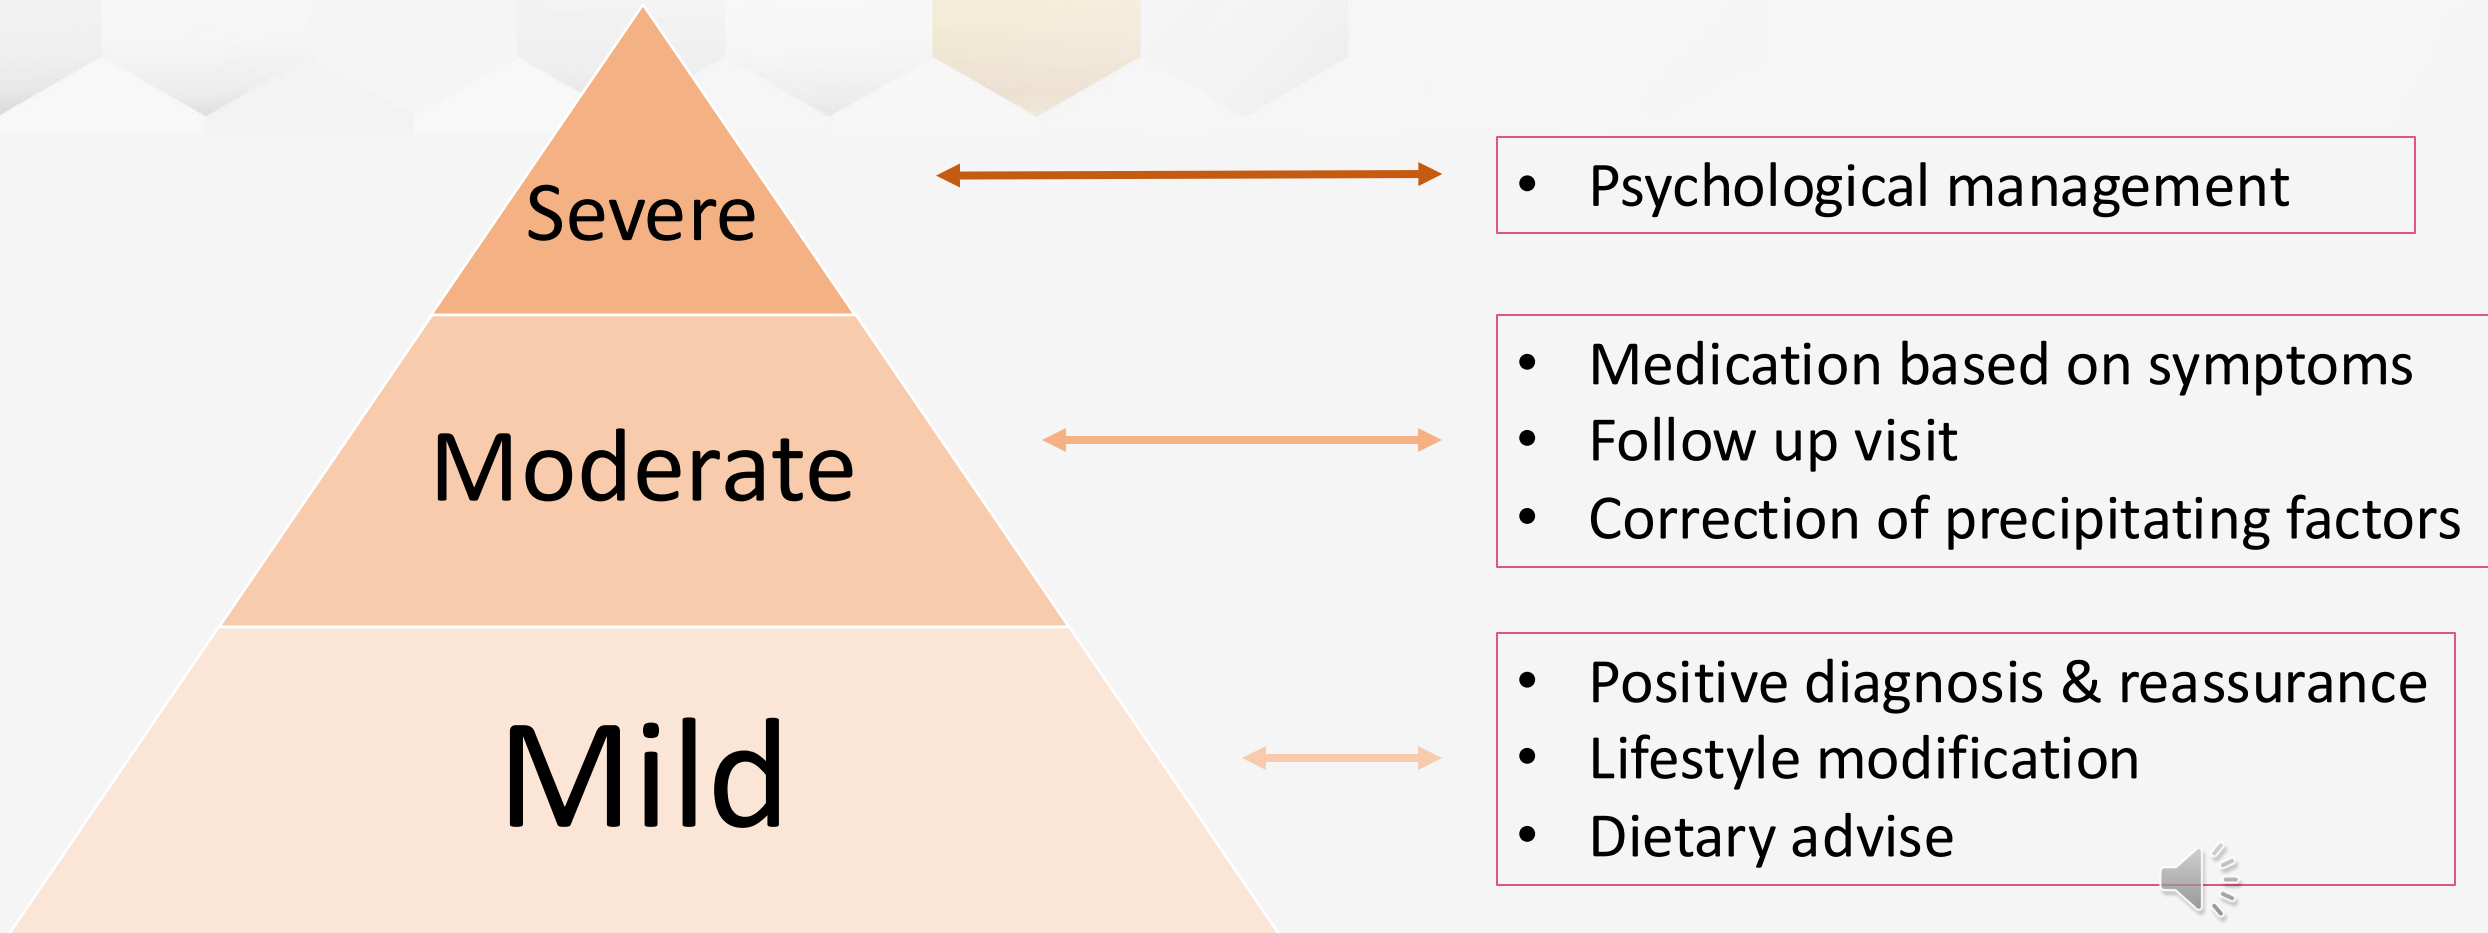 Severe
• Psychological management
Moderate
• Medication based on symptoms
• Follow up visit
• Correction of precipitating factors
Mild
• Positive diagnosis & reassurance
• Lifestyle modification
• Dietary advise